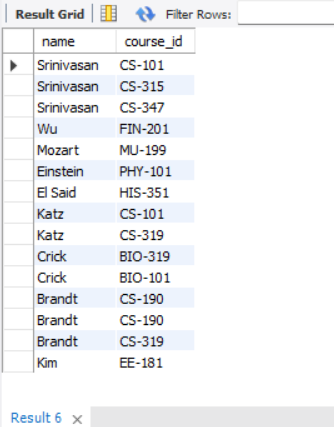 Result Grid Filter Rows:
name course_id
Srinivasan CS-101
Srinivasan CS-315
Srinivasan CS-347
Wu FIN-201
Mozart MU-199
Einstein PHY-101
El Said HIS-351
Katz CS-101
Katz CS-319
Crick BIO-319
Crick BIO-101
Brandt CS-190
Brandt CS-190
Brandt CS-319
Kim EE-181
Result 6